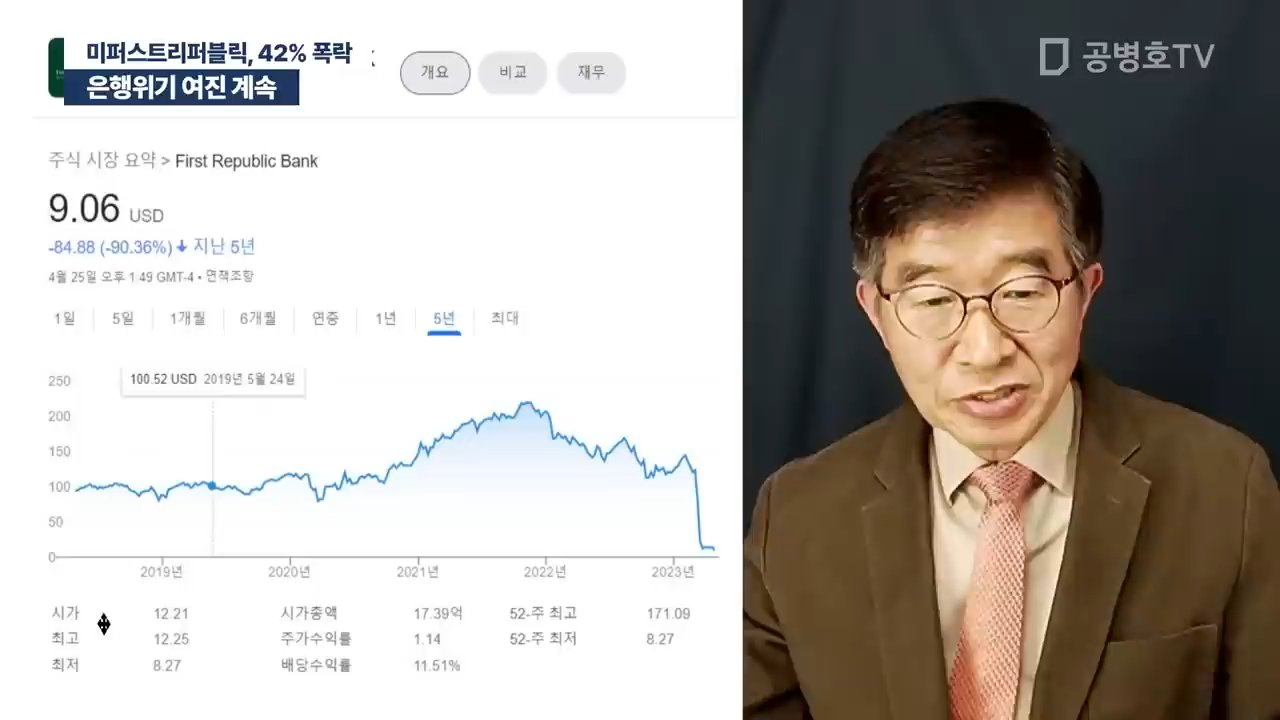 미퍼스트리퍼블릭, 42% 폭락
은행위기 여진 계속
개요 비교 재무
공병호TV
주식 시장 요약 > First Republic Bank
9.06 USD
-84.88 (-90.36%) 지난 5년
4월 25일 오후 1:49 GMT-4 • 면책조항
1일 5일 1개월 6개월 연중 1년 5년 최대
100.52 USD 2019년 5월 24일
250
200
150
100
50
0
2019년 2020년 2021년 2022년 2023년
시가 12.21 시가총액 17.39억 52-주 최고 171.09
최고 12.25 주가수익률 1.14 52-주 최저 8.27
최저 8.27 배당수익률 11.51%